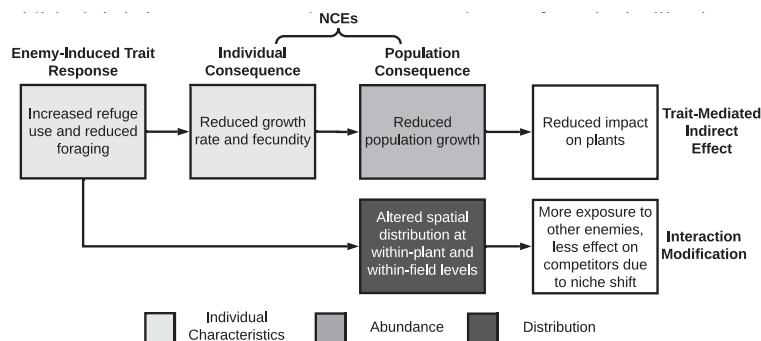 NCEs
Enemy-Induced Trait
Response
Individual
Consequence
Population
Consequence
Increased refuge
use and reduced
foraging
Reduced growth
rate and fecundity
Reduced
population growth
Reduced impact
on plants
Trait-Mediated
Indirect
Effect
Altered spatial
distribution at
within-plant and
within-field levels
More exposure to
other enemies,
less effect on
competitors due
to niche shift
Interaction
Modification
Individual
Characteristics
Abundance
Distribution